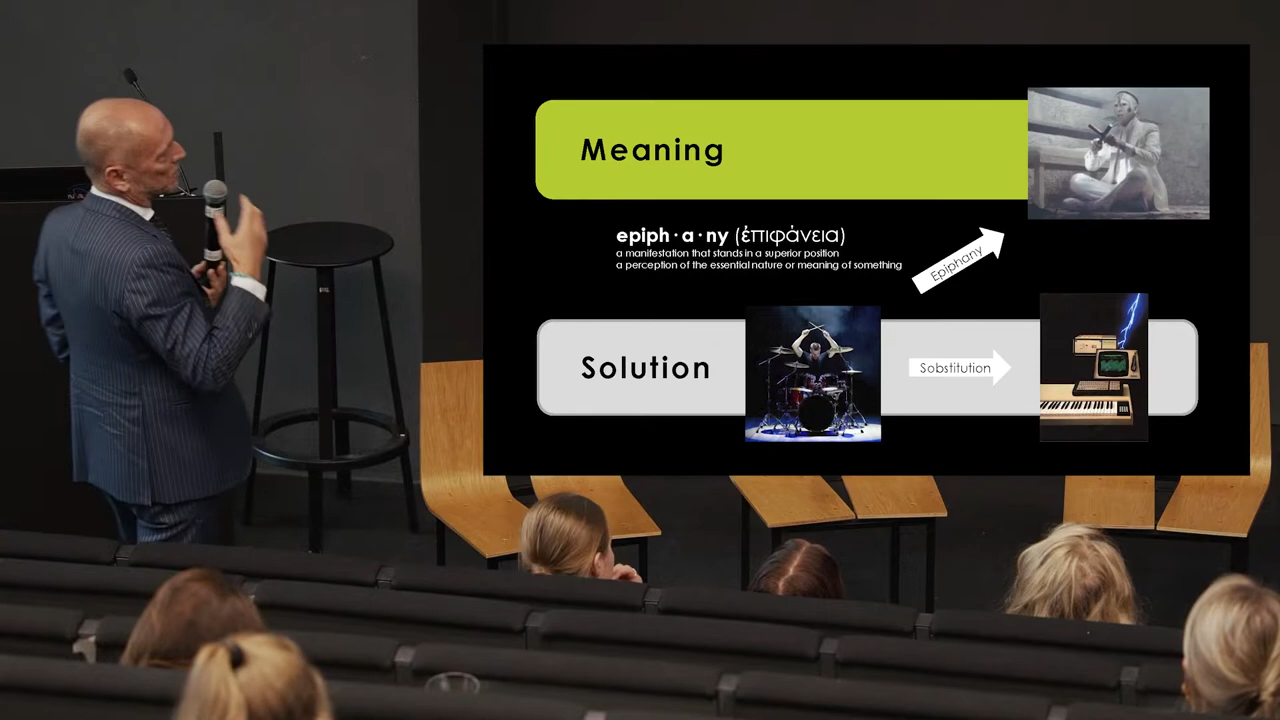 Meaning
epiph·a·ny (ἐπιφάνεια)
a manifestation that stands in a superior position
a perception of the essential nature or meaning of something
Epiphany
Solution
Sobstitution